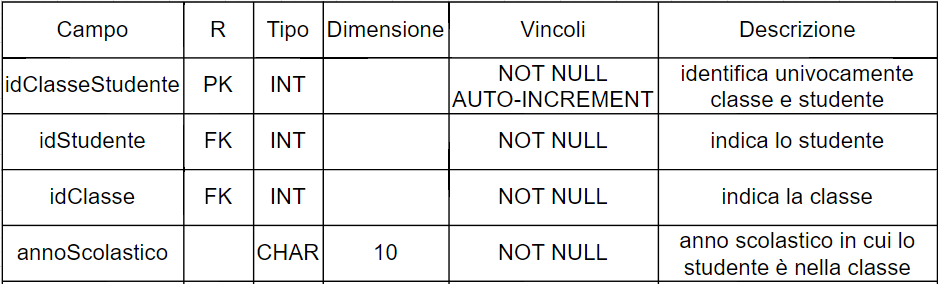 Campo R Tipo Dimensione Vincoli Descrizione
idClasseStudente PK INT NOT NULL AUTO-INCREMENT identifica univocamente classe e studente
idStudente FK INT NOT NULL indica lo studente
idClasse FK INT NOT NULL indica la classe
annoScolastico CHAR 10 NOT NULL anno scolastico in cui lo studente è nella classe